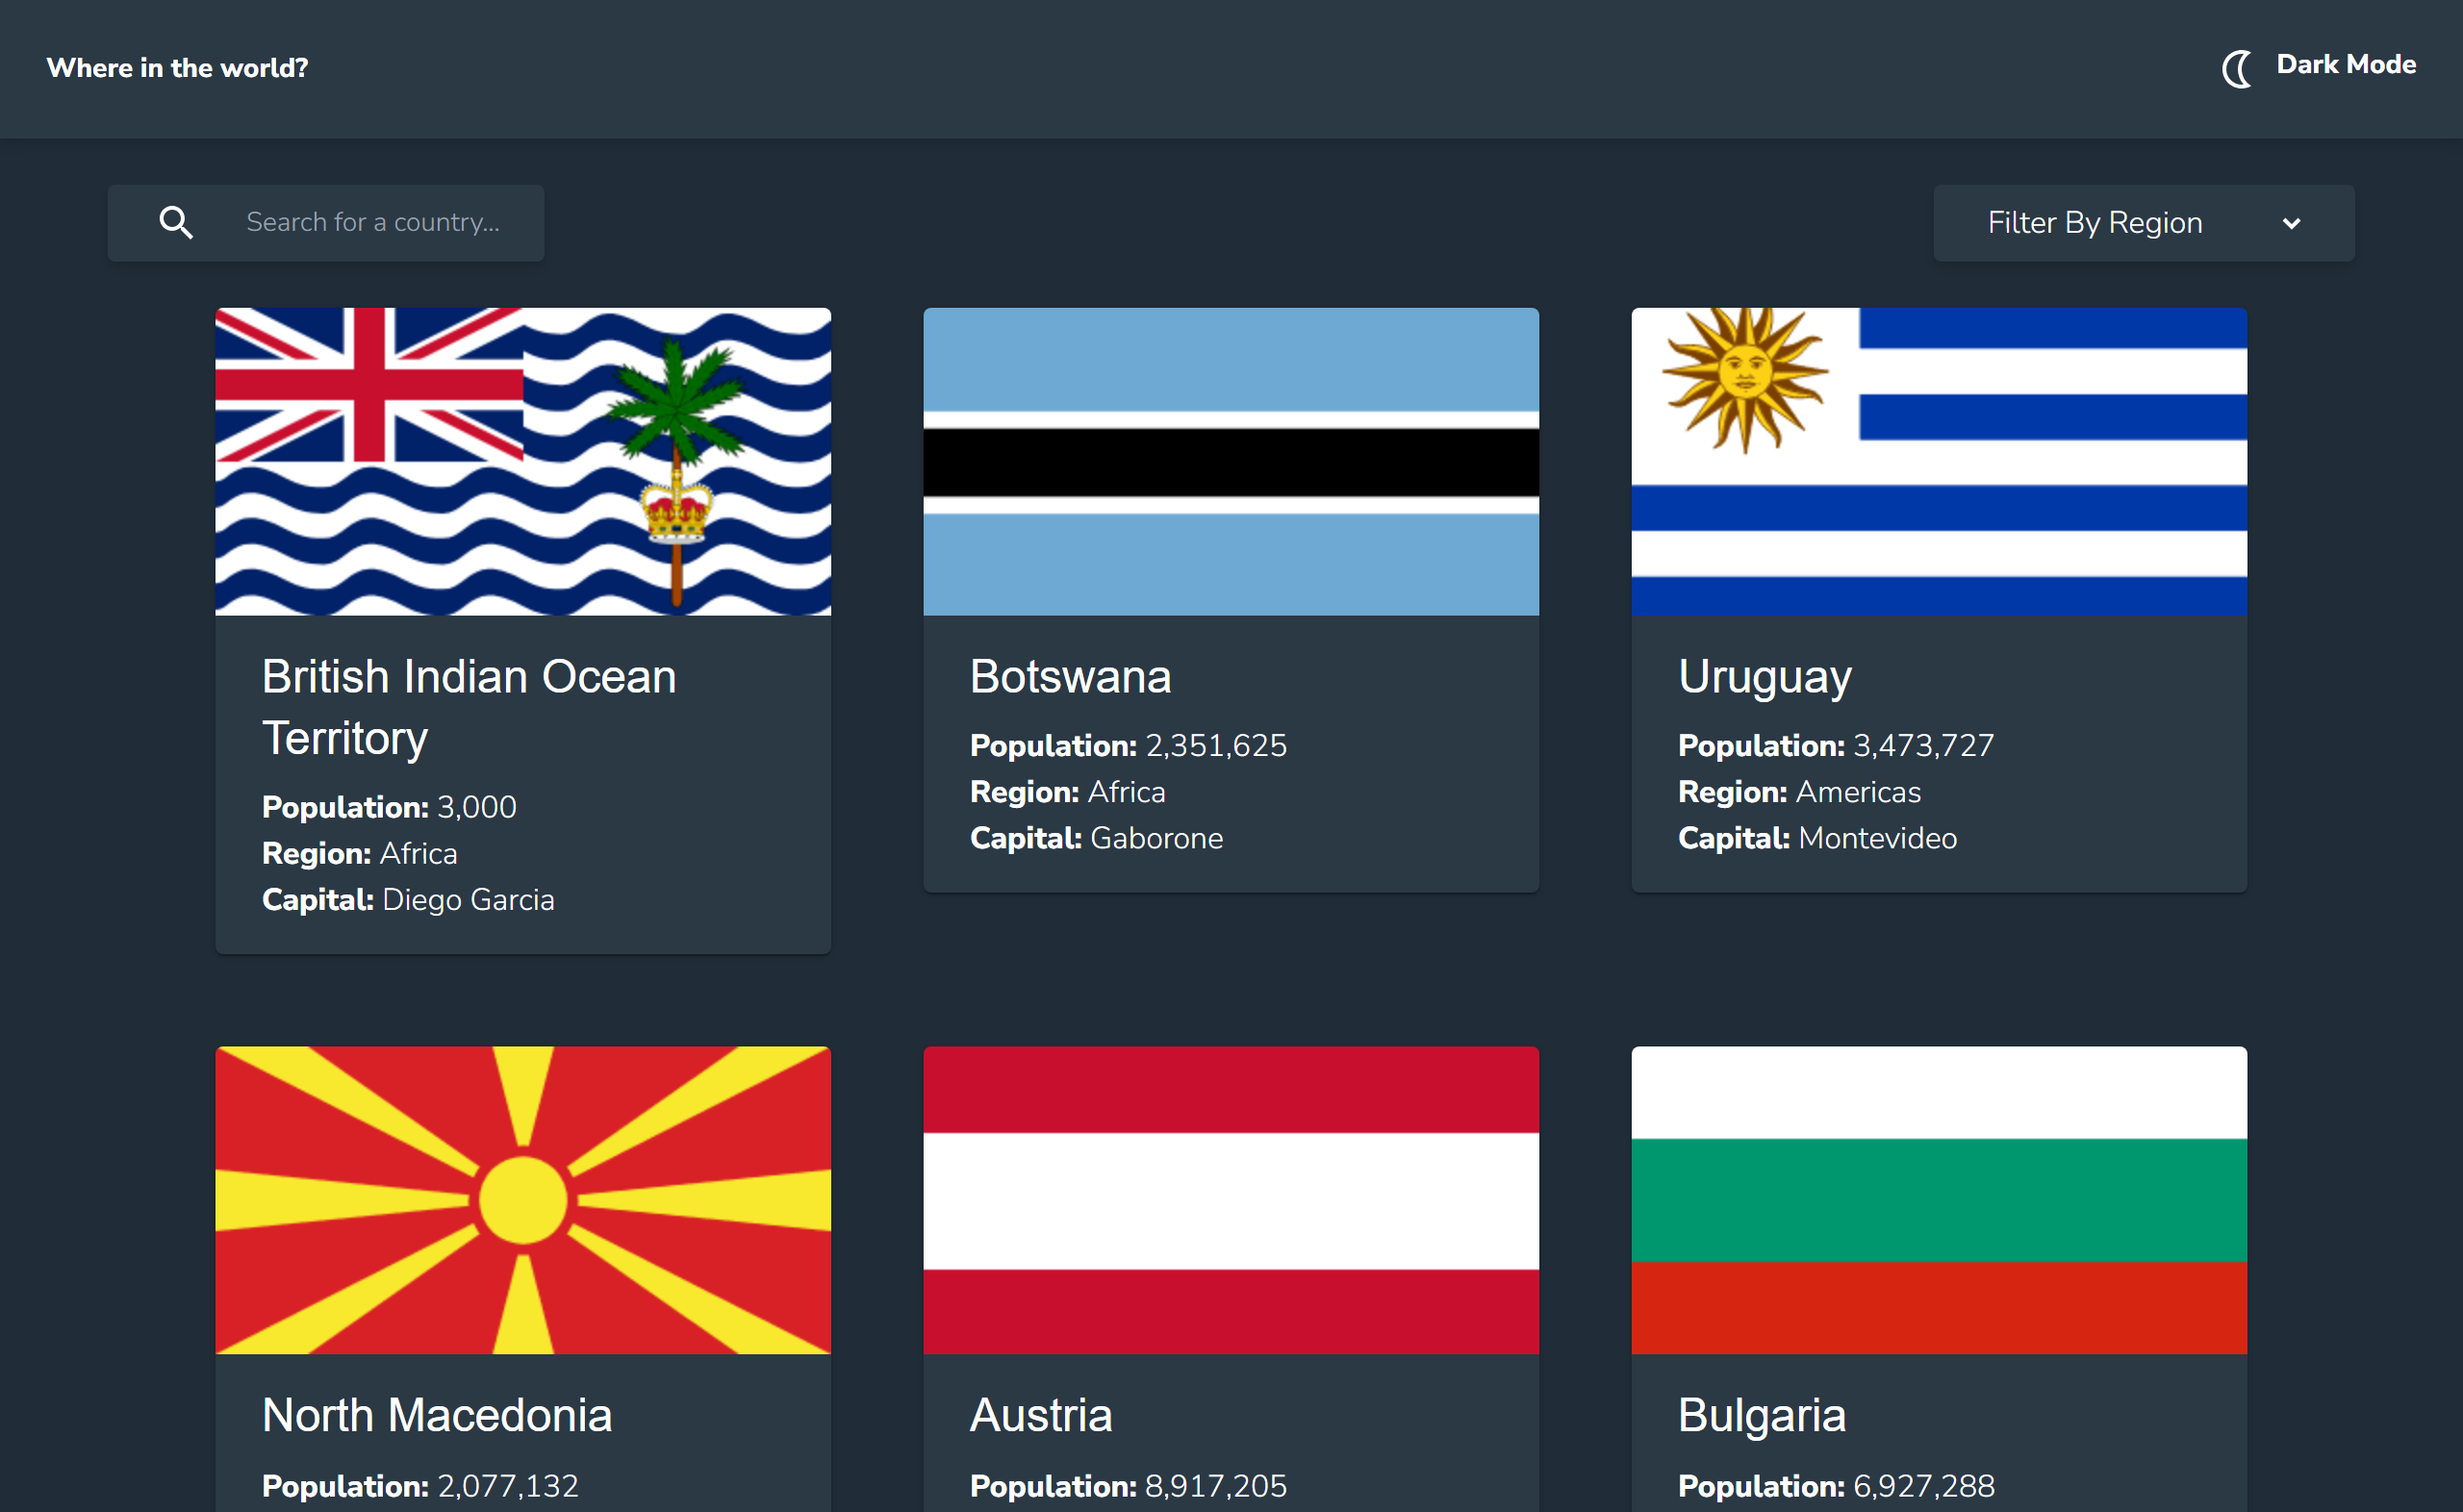 Where in the world?
Dark Mode
Search for a country...
Filter By Region
British Indian Ocean
Territory
Population: 3,000
Region: Africa
Capital: Diego Garcia
Botswana
Population: 2,351,625
Region: Africa
Capital: Gaborone
Uruguay
Population: 3,473,727
Region: Americas
Capital: Montevideo
North Macedonia
Population: 2,077,132
Austria
Population: 8,917,205
Bulgaria
Population: 6,927,288